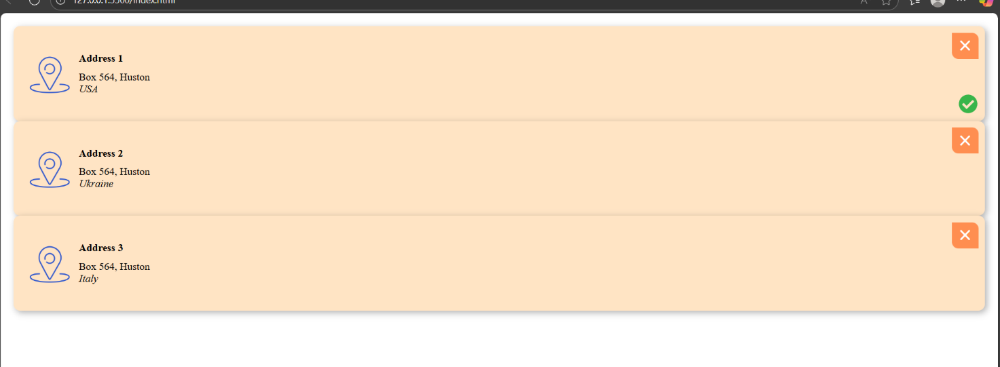 127.0.0.1:5500/index.html
Address 1
Box 564, Huston
USA
Address 2
Box 564, Huston
Ukraine
Address 3
Box 564, Huston
Italy